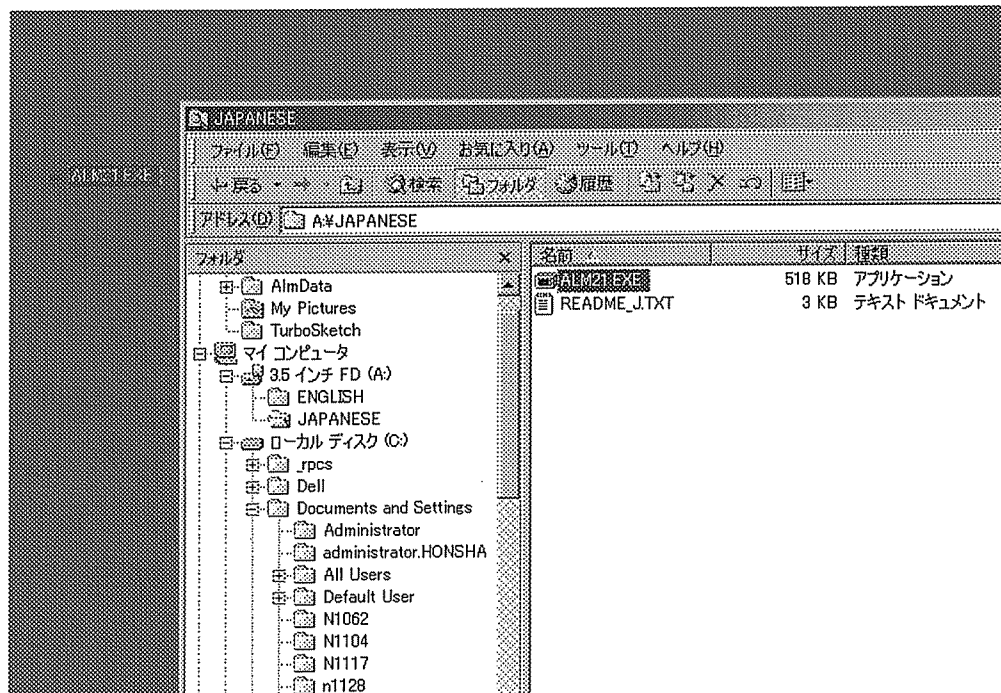 JAPANESE
ファイル(F) 編集(E) 表示(V) お気に入り(A) ツール(T) ヘルプ(H)
戻る 検索 フォルダ 履歴
アドレス(D) A:¥JAPANESE
フォルダ
AlmData
My Pictures
TurboSketch
マイ コンピュータ
3.5 インチ FD (A:)
ENGLISH
JAPANESE
ローカル ディスク (C:)
_rpcs
Dell
Documents and Settings
Administrator
administrator.HONSHA
All Users
Default User
N1062
N1104
N1117
n1128
名前 サイズ 種類
ALM21.EXE 518 KB アプリケーション
README_J.TXT 3 KB テキスト ドキュメント